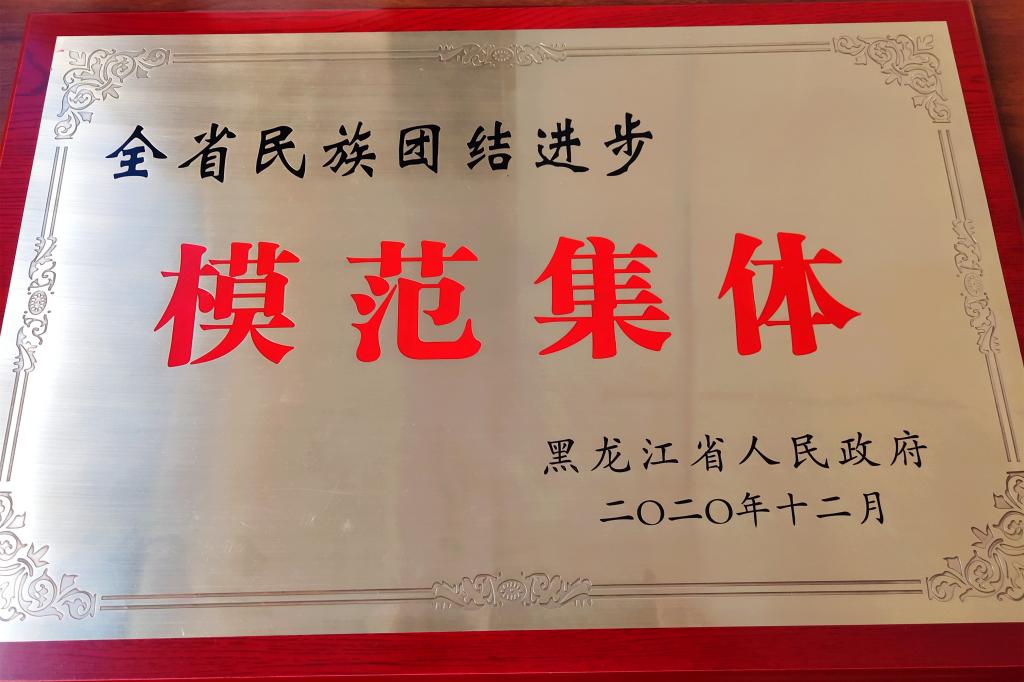 全省民族团结进步
模范集体
黑龙江省人民政府
二〇二〇年十二月